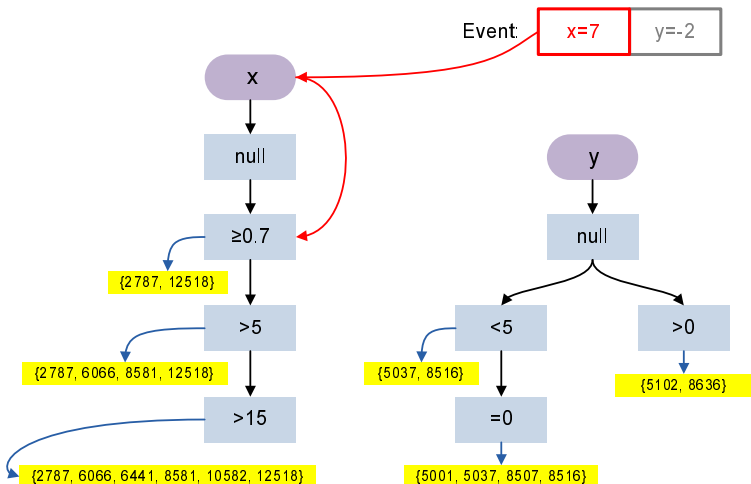 Event: x=7 y=-2
x
null
≥0.7
{2787, 12518}
>5
{2787, 6066, 8581, 12518}
>15
{2787, 6066, 6441, 8581, 10582, 12518}
y
null
<5
{5037, 8516}
=0
{5001, 5037, 8507, 8516}
>0
{5102, 8636}